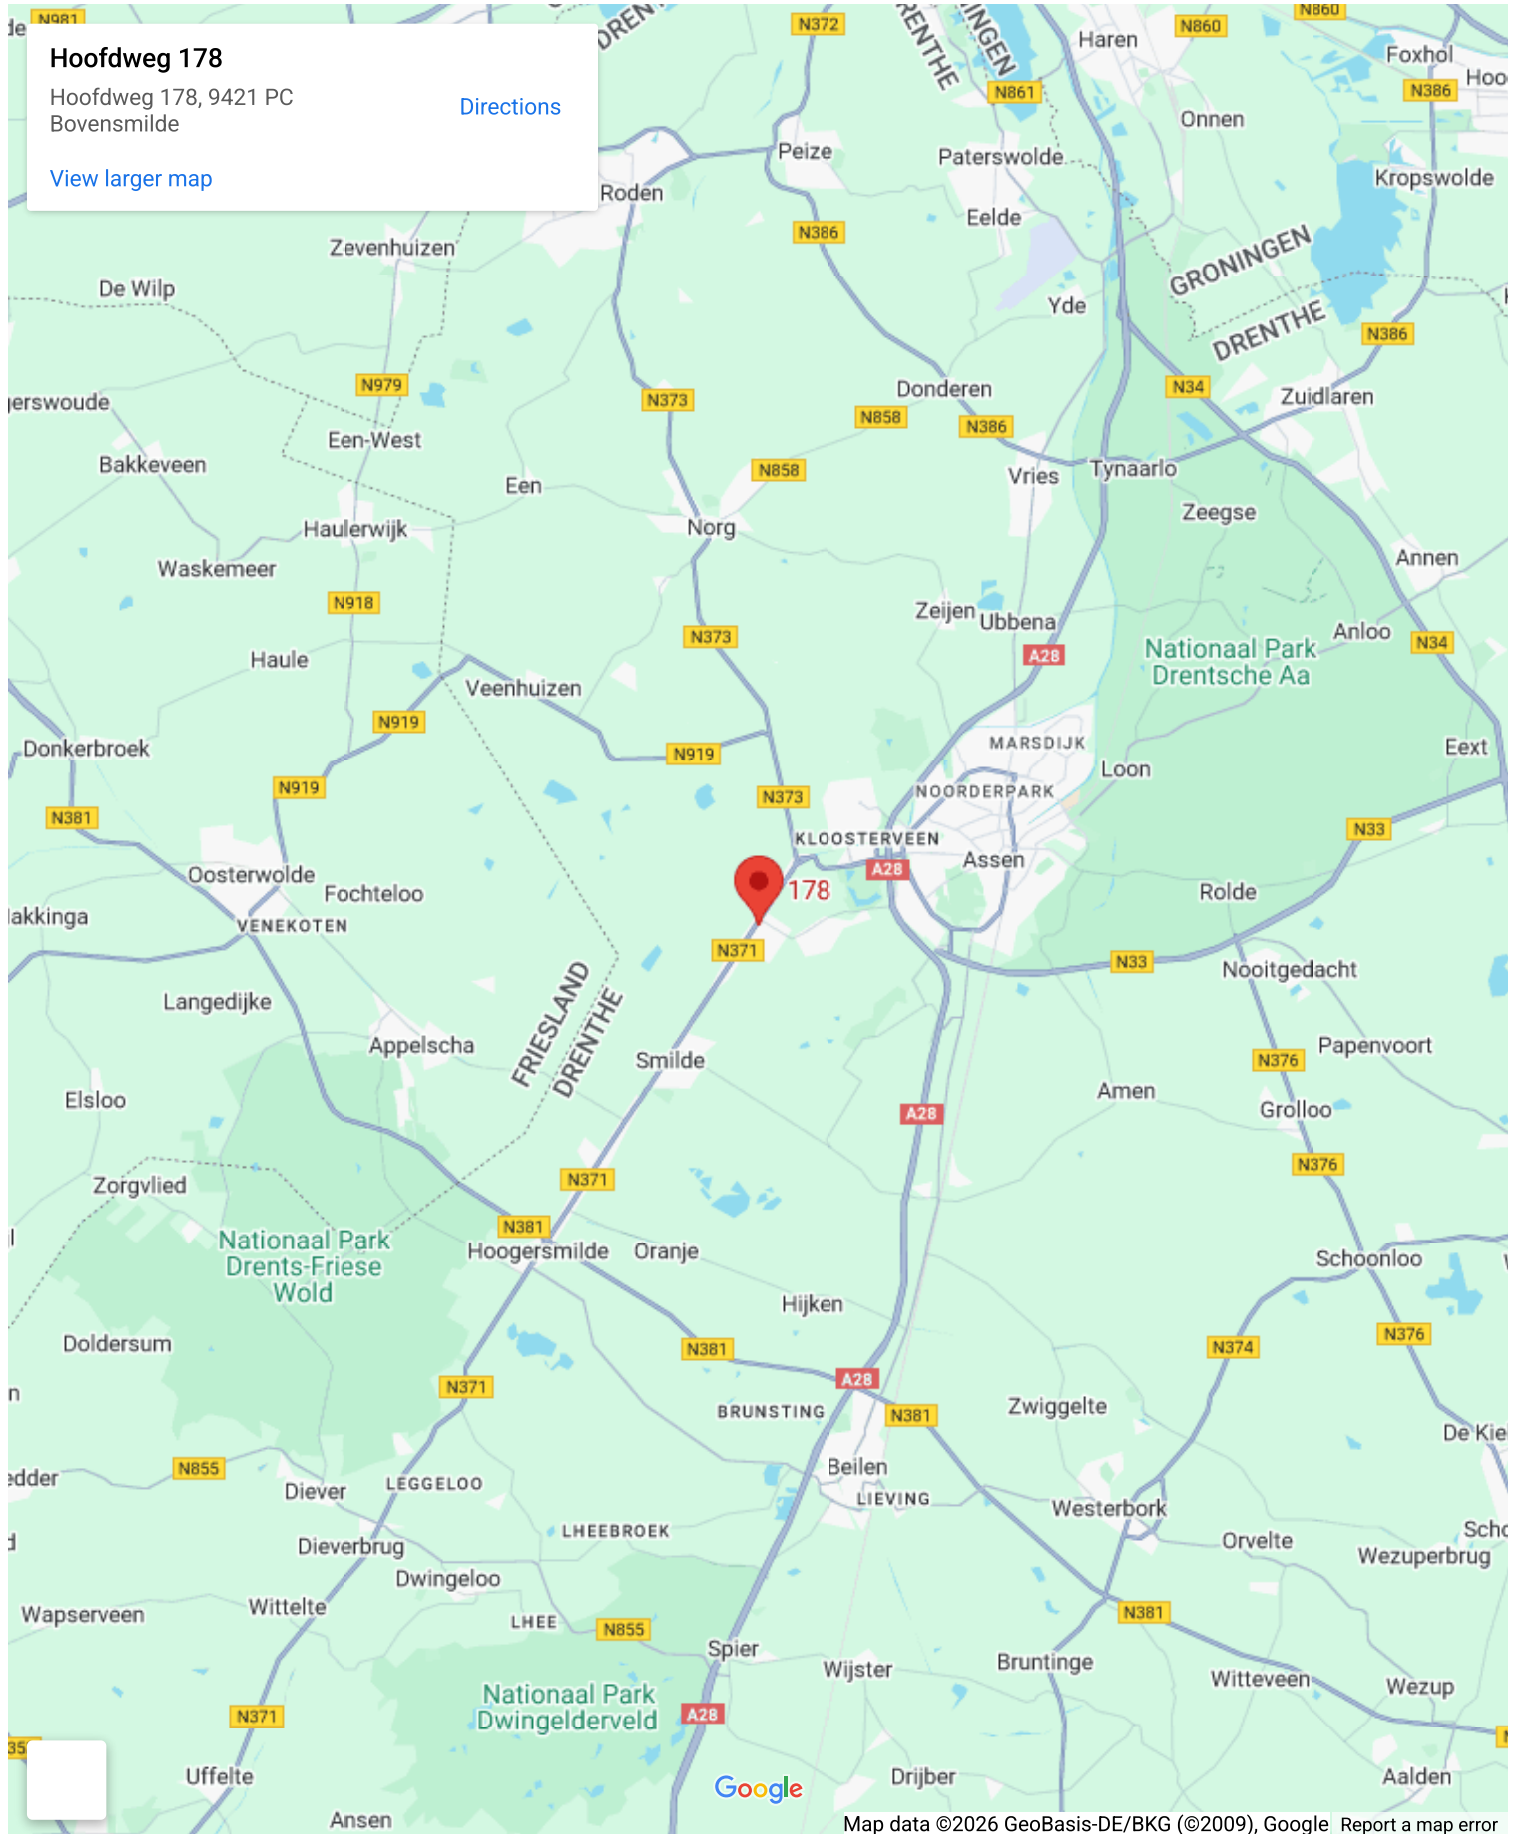 N981
N372
N860
N860
Haren
Foxhol
Hoofdweg 178
Hoofdweg 178, 9421 PC
Bovensmilde
Directions
View larger map
DRENTHE
N861
N386
Onnen
Peize
Paterswolde
Kropswolde
Roden
Eelde
N386
Zevenhuizen
GRONINGEN
De Wilp
Yde
DRENTHE
N386
N979
N373
Donderen
N34
Zuidlaren
N858
N386
Een-West
Bakkeveen
N858
Vries
Tynaarlo
Een
Zeegse
Haulerwijk
Norg
Annen
Waskemeer
N918
Zeijen
Ubbena
N373
Anloo
N34
A28
Nationaal Park
Drentsche Aa
Haule
Veenhuizen
N919
Donkerbroek
N919
MARSDIJK
Eext
Loon
N919
NOORDERPARK
N373
N381
N33
KLOOSTERVEEN
A28
Assen
Oosterwolde
Fochteloo
178
Rolde
VENEKOTEN
N371
N33
Nooitgedacht
Langedijke
FRIESLAND
DRENTHE
Appelscha
Smilde
N376
Papenvoort
Elsloo
Amen
Grolloo
A28
N376
Zorgvlied
N371
N381
Nationaal Park
Drents-Friese
Wold
Hoogersmilde
Oranje
Schoonloo
Hijken
Doldersum
N381
N374
N376
N371
A28
BRUNSTING
N381
Zwiggelte
N855
Diever
LEGGELOO
Beilen
LIEVING
Westerbork
LHEEBROEK
Orvelte
Dieverbrug
Wezuperbrug
Dwingeloo
Wapserveen
Wittelte
LHEE
N855
N381
Spier
Wijster
Bruntinge
Witteveen
Wezup
Nationaal Park
Dwingelderveld
A28
N371
Uffelte
Google
Drijber
Aalden
Ansen
Map data ©2026 GeoBasis-DE/BKG (©2009), Google
Report a map error